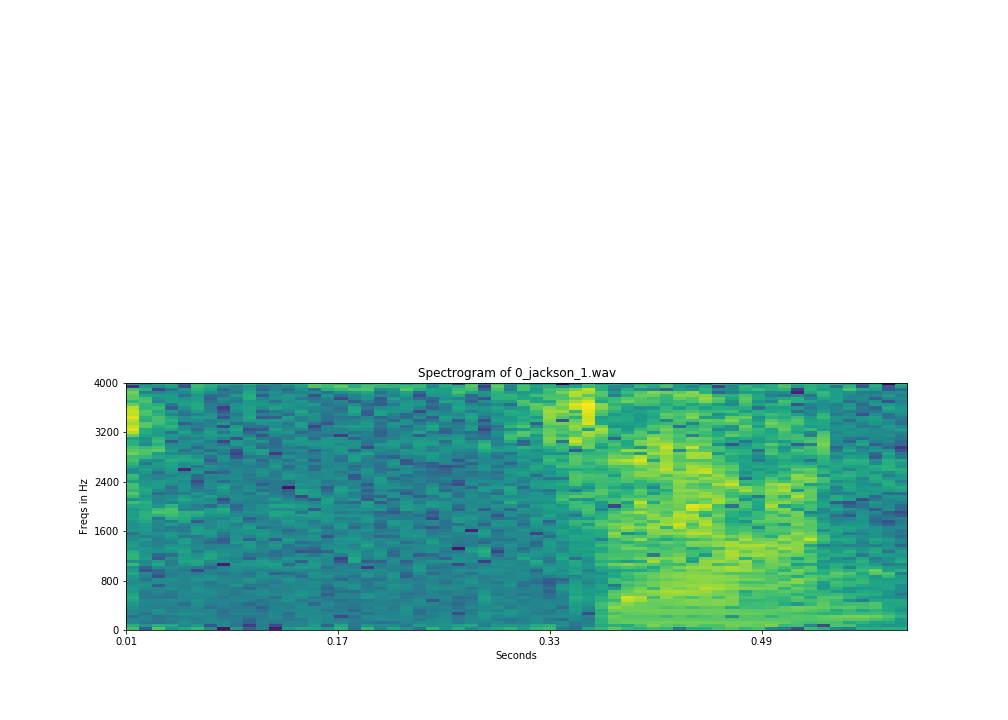 Spectrogram of 0_jackson_1.wav
4000
3200
2400
1600
800
0
Freqs in Hz
0.01 0.17 0.33 0.49
Seconds